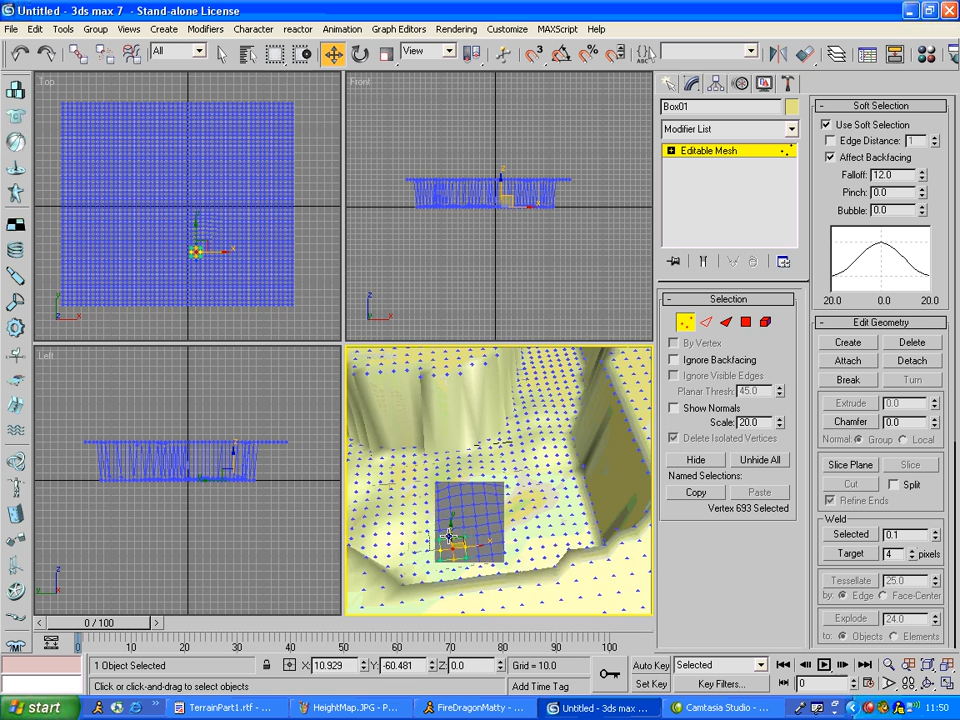 Untitled - 3ds max 7 - Stand-alone License
File Edit Tools Group Views Create Modifiers Character reactor Animation Graph Editors Rendering Customize MAXScript Help
All View
Top Front
Left
Box01
Modifier List
Editable Mesh
Selection
By Vertex
Ignore Backfacing
Ignore Visible Edges
Planar Thresh: 45.0
Show Normals
Scale: 20.0
Delete Isolated Vertices
Hide Unhide All
Named Selections:
Copy Paste
Vertex 693 Selected
Soft Selection
Use Soft Selection
Edge Distance: 1
Affect Backfacing
Falloff: 12.0
Pinch: 0.0
Bubble: 0.0
20.0 0.0 20.0
Edit Geometry
Create Delete
Attach Detach
Break Turn
Extrude 0.0
Chamfer 0.0
Normal: Group Local
Slice Plane Slice
Cut Split
Refine Ends
Weld
Selected 0.1
Target 4 pixels
Tessellate 25.0
by: Edge Face-Center
Explode 24.0
to: Objects Elements
0 / 100
0 10 20 30 40 50 60 70 80 90 100
1 Object Selected X: 10.929 Y: -60.481 Z: 0.0 Grid = 10.0 Auto Key Selected
Click or click-and-drag to select objects Add Time Tag Set Key Key Filters... 0
start TerrainPart1.rtf - ... HeightMap.JPG - P... FireDragonMatty - ... Untitled - 3ds max ... Camtasia Studio - ... 11:50